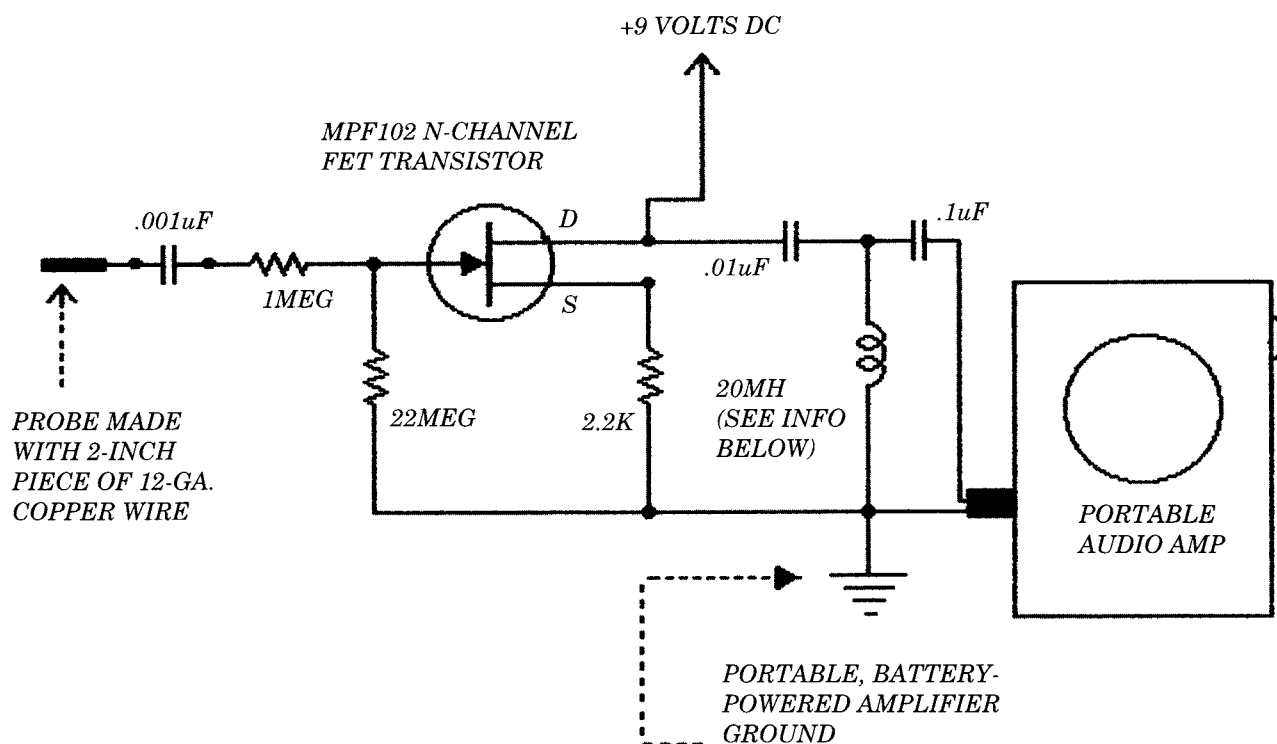 +9 VOLTS DC
MPF102 N-CHANNEL
FET TRANSISTOR
.001uF
D
.1uF
.01uF
1MEG
S
22MEG
2.2K
20MH
(SEE INFO
BELOW)
PROBE MADE
WITH 2-INCH
PIECE OF 12-GA.
COPPER WIRE
PORTABLE
AUDIO AMP
PORTABLE, BATTERY-
POWERED AMPLIFIER
GROUND